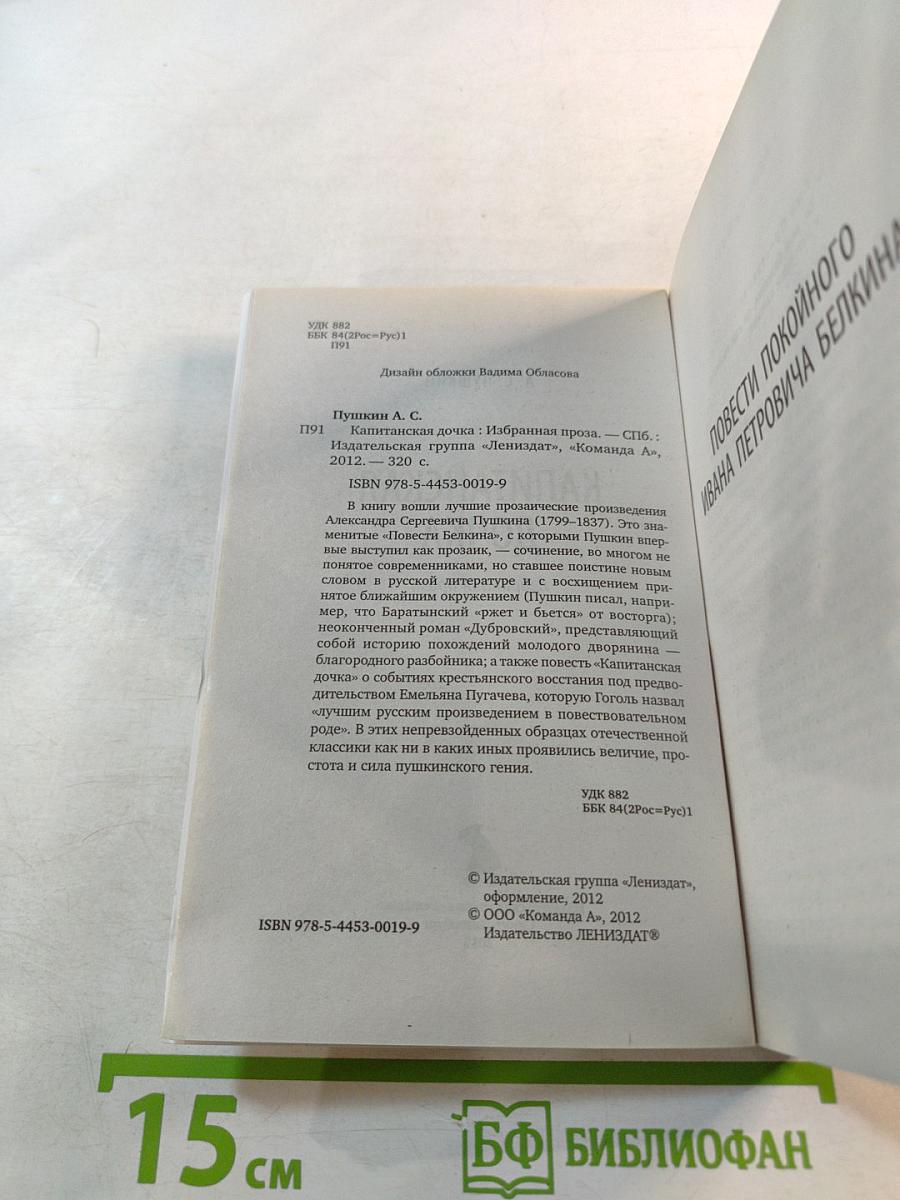 УДК 882
ББК 84(2Рос=Рус)1
П91
Дизайн обложки Вадима Обласова
Пушкин А. С.
П91 Капитанская дочка : Избранная проза. — СПб. :
Издательская группа «Лениздат», «Команда А»,
2012. — 320 с.
ISBN 978-5-4453-0019-9
В книгу вошли лучшие прозаические произведения
Александра Сергеевича Пушкина (1799–1837). Это зна-
менитые «Повести Белкина», с которыми Пушкин впер-
вые выступил как прозаик, — сочинение, во многом не
понятое современниками, но ставшее поистине новым
словом в русской литературе и с восхищением при-
нятое ближайшим окружением (Пушкин писал, напри-
мер, что Баратынский «ржет и бьется» от восторга);
неоконченный роман «Дубровский», представляющий
собой историю похождений молодого дворянина —
благородного разбойника; а также повесть «Капитанская
дочка» о событиях крестьянского восстания под предво-
дительством Емельяна Пугачева, которую Гоголь назвал
«лучшим русским произведением в повествовательном
роде». В этих непревзойденных образцах отечественной
классики как ни в каких иных проявились величие, про-
стота и сила пушкинского гения.
УДК 882
ББК 84(2Рос=Рус)1
© Издательская группа «Лениздат»,
оформление, 2012
© ООО «Команда А», 2012
Издательство ЛЕНИЗДАТ®
ISBN 978-5-4453-0019-9
ПОВЕСТИ ПОКОЙНОГО
ИВАНА ПЕТРОВИЧА БЕЛКИНА
15 см
БФ БИБЛИОФАН